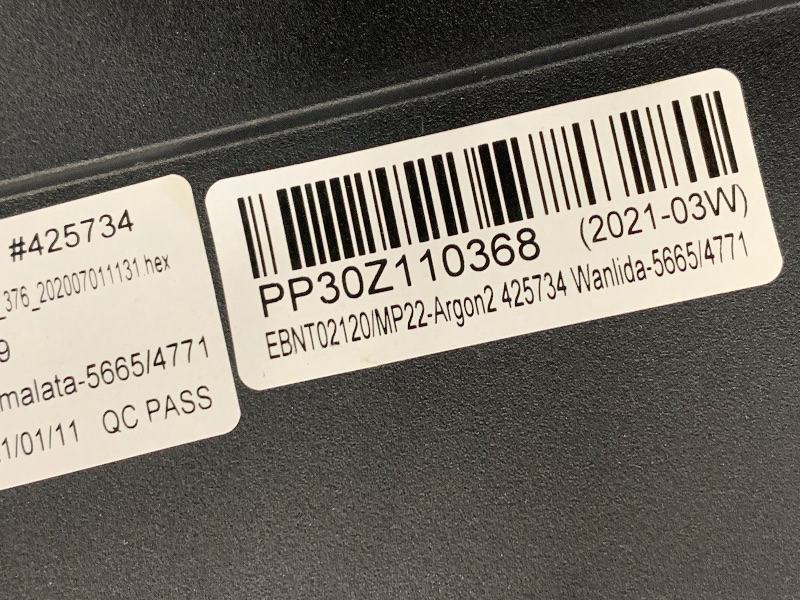 #425734
_376_202007011131.hex
9
malata-5665/4771
1/01/11 QC PASS
PP30Z110368 (2021-03W)
EBNT02120/MP22-Argon2 425734 Wanlida-5665/4771